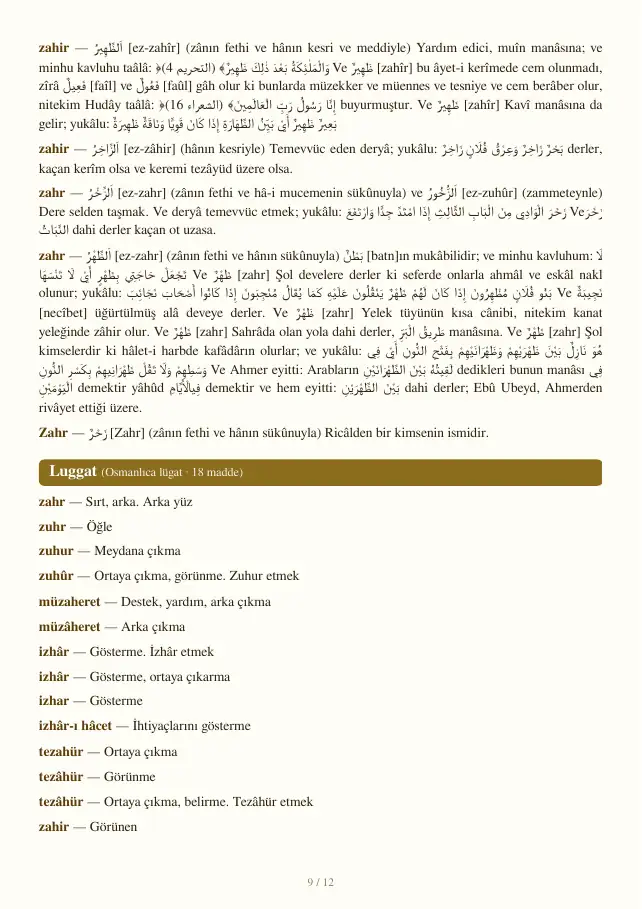 zahir — اَلظَّهِيرُ [ez-zahîr] (zânın fethi ve hânın kesri ve meddiyle) Yardım edici, muîn manâsına; ve
minhu kavluhu taâlâ: ﴿وَالْمَلٰئِكَةُ بَعْدَ ذٰلِكَ ظَهِيرٌ﴾ (التحريم 4) Ve ظَهِيرٌ [zahîr] bu âyet-i kerîmede cem olunmadı,
zîrâ فَعِيلٌ [faîl] ve فَعُولٌ [faûl] gâh olur ki bunlarda müzekker ve müennes ve tesniye ve cem berâber olur,
nitekim Hudây taâlâ: ﴿إِنَّا رَسُولُ رَبِّ الْعَالَمِينَ﴾ (الشعراء 16) buyurmuştur. Ve ظَهِيرٌ [zahîr] Kavî manâsına da
gelir; yukâlu: بَعِيرٌ ظَهِيرٌ أَيْ بَيِّنُ الظَّهَارَةِ إِذَا كَانَ قَوِيًّا وَنَاقَةٌ ظَهِيرَةٌ
zahir — اَلزَّاخِرُ [ez-zâhir] (hânın kesriyle) Temevvüc eden deryâ; yukâlu: بَحْرٌ زَاخِرٌ وَعِرْقُ فُلَانٍ زَاخِرٌ derler,
kaçan kerîm olsa ve keremi tezâyüd üzere olsa.
zahr — اَلزَّخْرُ [ez-zahr] (zânın fethi ve hâ-i mucemenin sükûnuyla) ve اَلزُّخُورُ [ez-zuhûr] (zammeteynle)
Dere selden taşmak. Ve deryâ temevvüc etmek; yukâlu: زَخَرَ الْوَادِي مِنَ الْبَابِ الثَّالِثِ إِذَا امْتَدَّ جِدًّا وَارْتَفَعَ Ve زَخَرَ
النَّبَاتُ dahi derler kaçan ot uzasa.
zahr — اَلظَّهْرُ [ez-zahr] (zânın fethi ve hânın sükûnuyla) بَطْنٌ [batn]ın mukâbilidir; ve minhu kavluhum: لَا
تَجْعَلْ حَاجَتِي بِظَهْرٍ أَيْ لَا تَنْسَهَا Ve ظَهْرٌ [zahr] Şol develere derler ki seferde onlarla ahmâl ve eskâl nakl
olunur; yukâlu: بَنُو فُلَانٍ مُظْهِرُونَ إِذَا كَانَ لَهُمْ ظَهْرٌ يَنْقُلُونَ عَلَيْهِ كَمَا يُقَالُ مُنْجِبُونَ إِذَا كَانُوا أَصْحَابَ نَجَائِبَ Ve نَجِيبَةٌ
[necîbet] üğürtülmüş alâ deveye derler. Ve ظَهْرٌ [zahr] Yelek tüyünün kısa cânibi, nitekim kanat
yeleğinde zâhir olur. Ve ظَهْرٌ [zahr] Sahrâda olan yola dahi derler, طَرِيقُ الْبَرِّ manâsına. Ve ظَهْرٌ [zahr] Şol
kimselerdir ki hâlet-i harbde kafâdârın olurlar; ve yukâlu: هُوَ نَازِلٌ بَيْنَ ظَهْرَيْهِمْ وَظَهْرَانَيْهِمْ بِفَتْحِ النُّونِ أَيْ فِي
وَسَطِهِمْ وَلَا تَقُلْ ظَهْرَانِيهِمْ بِكَسْرِ النُّونِ Ve Ahmer eyitti: Arabların لَقِيتُهُ بَيْنَ الظَّهْرَانَيْنِ dedikleri bunun manâsı فِي
الْيَوْمَيْنِ demektir yâhûd فِيالْأَيَّامِ demektir ve hem eyitti: بَيْنَ الظَّهْرَيْنِ dahi derler; Ebû Ubeyd, Ahmerden
rivâyet ettiği üzere.
Zahr — زَحْرٌ [Zahr] (zânın fethi ve hânın sükûnuyla) Ricâlden bir kimsenin ismidir.
Luggat (Osmanlıca lügat · 18 madde)
zahr — Sırt, arka. Arka yüz
zuhr — Öğle
zuhur — Meydana çıkma
zuhûr — Ortaya çıkma, görünme. Zuhur etmek
müzaheret — Destek, yardım, arka çıkma
müzâheret — Arka çıkma
izhâr — Gösterme. İzhâr etmek
izhâr — Gösterme, ortaya çıkarma
izhar — Gösterme
izhâr-ı hâcet — İhtiyaçlarını gösterme
tezahür — Ortaya çıkma
tezâhür — Görünme
tezâhür — Ortaya çıkma, belirme. Tezâhür etmek
zahir — Görünen
9 / 12